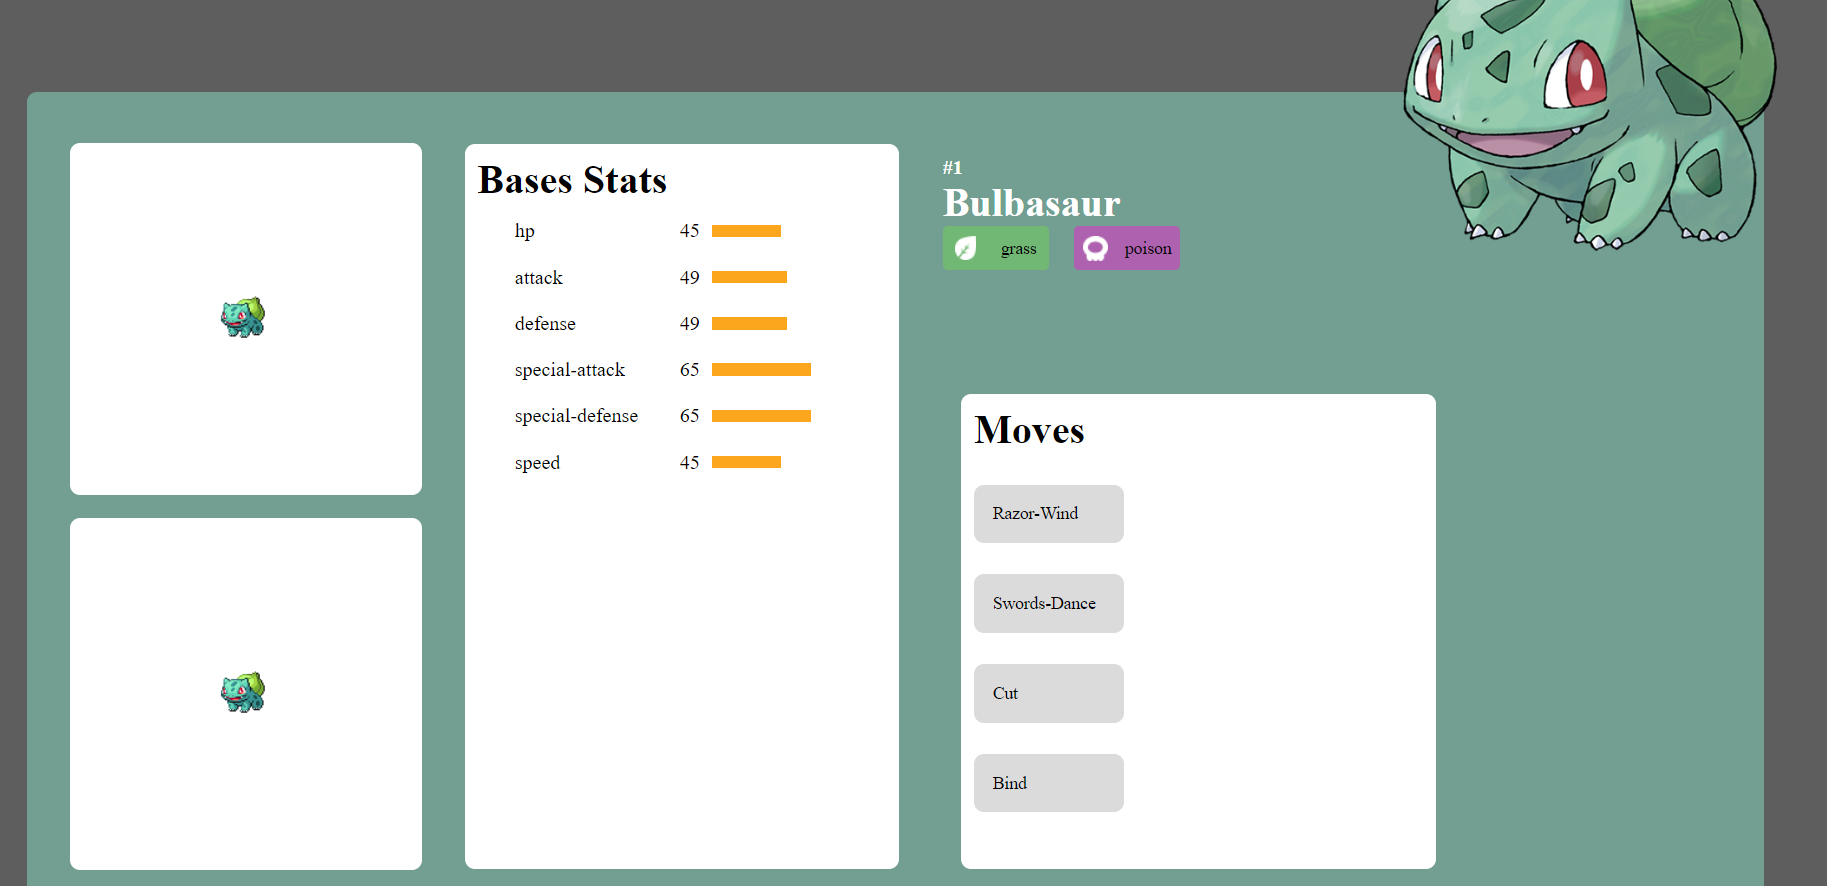 Bases Stats
hp 45
attack 49
defense 49
special-attack 65
special-defense 65
speed 45
#1
Bulbasaur
grass poison
Moves
Razor-Wind
Swords-Dance
Cut
Bind